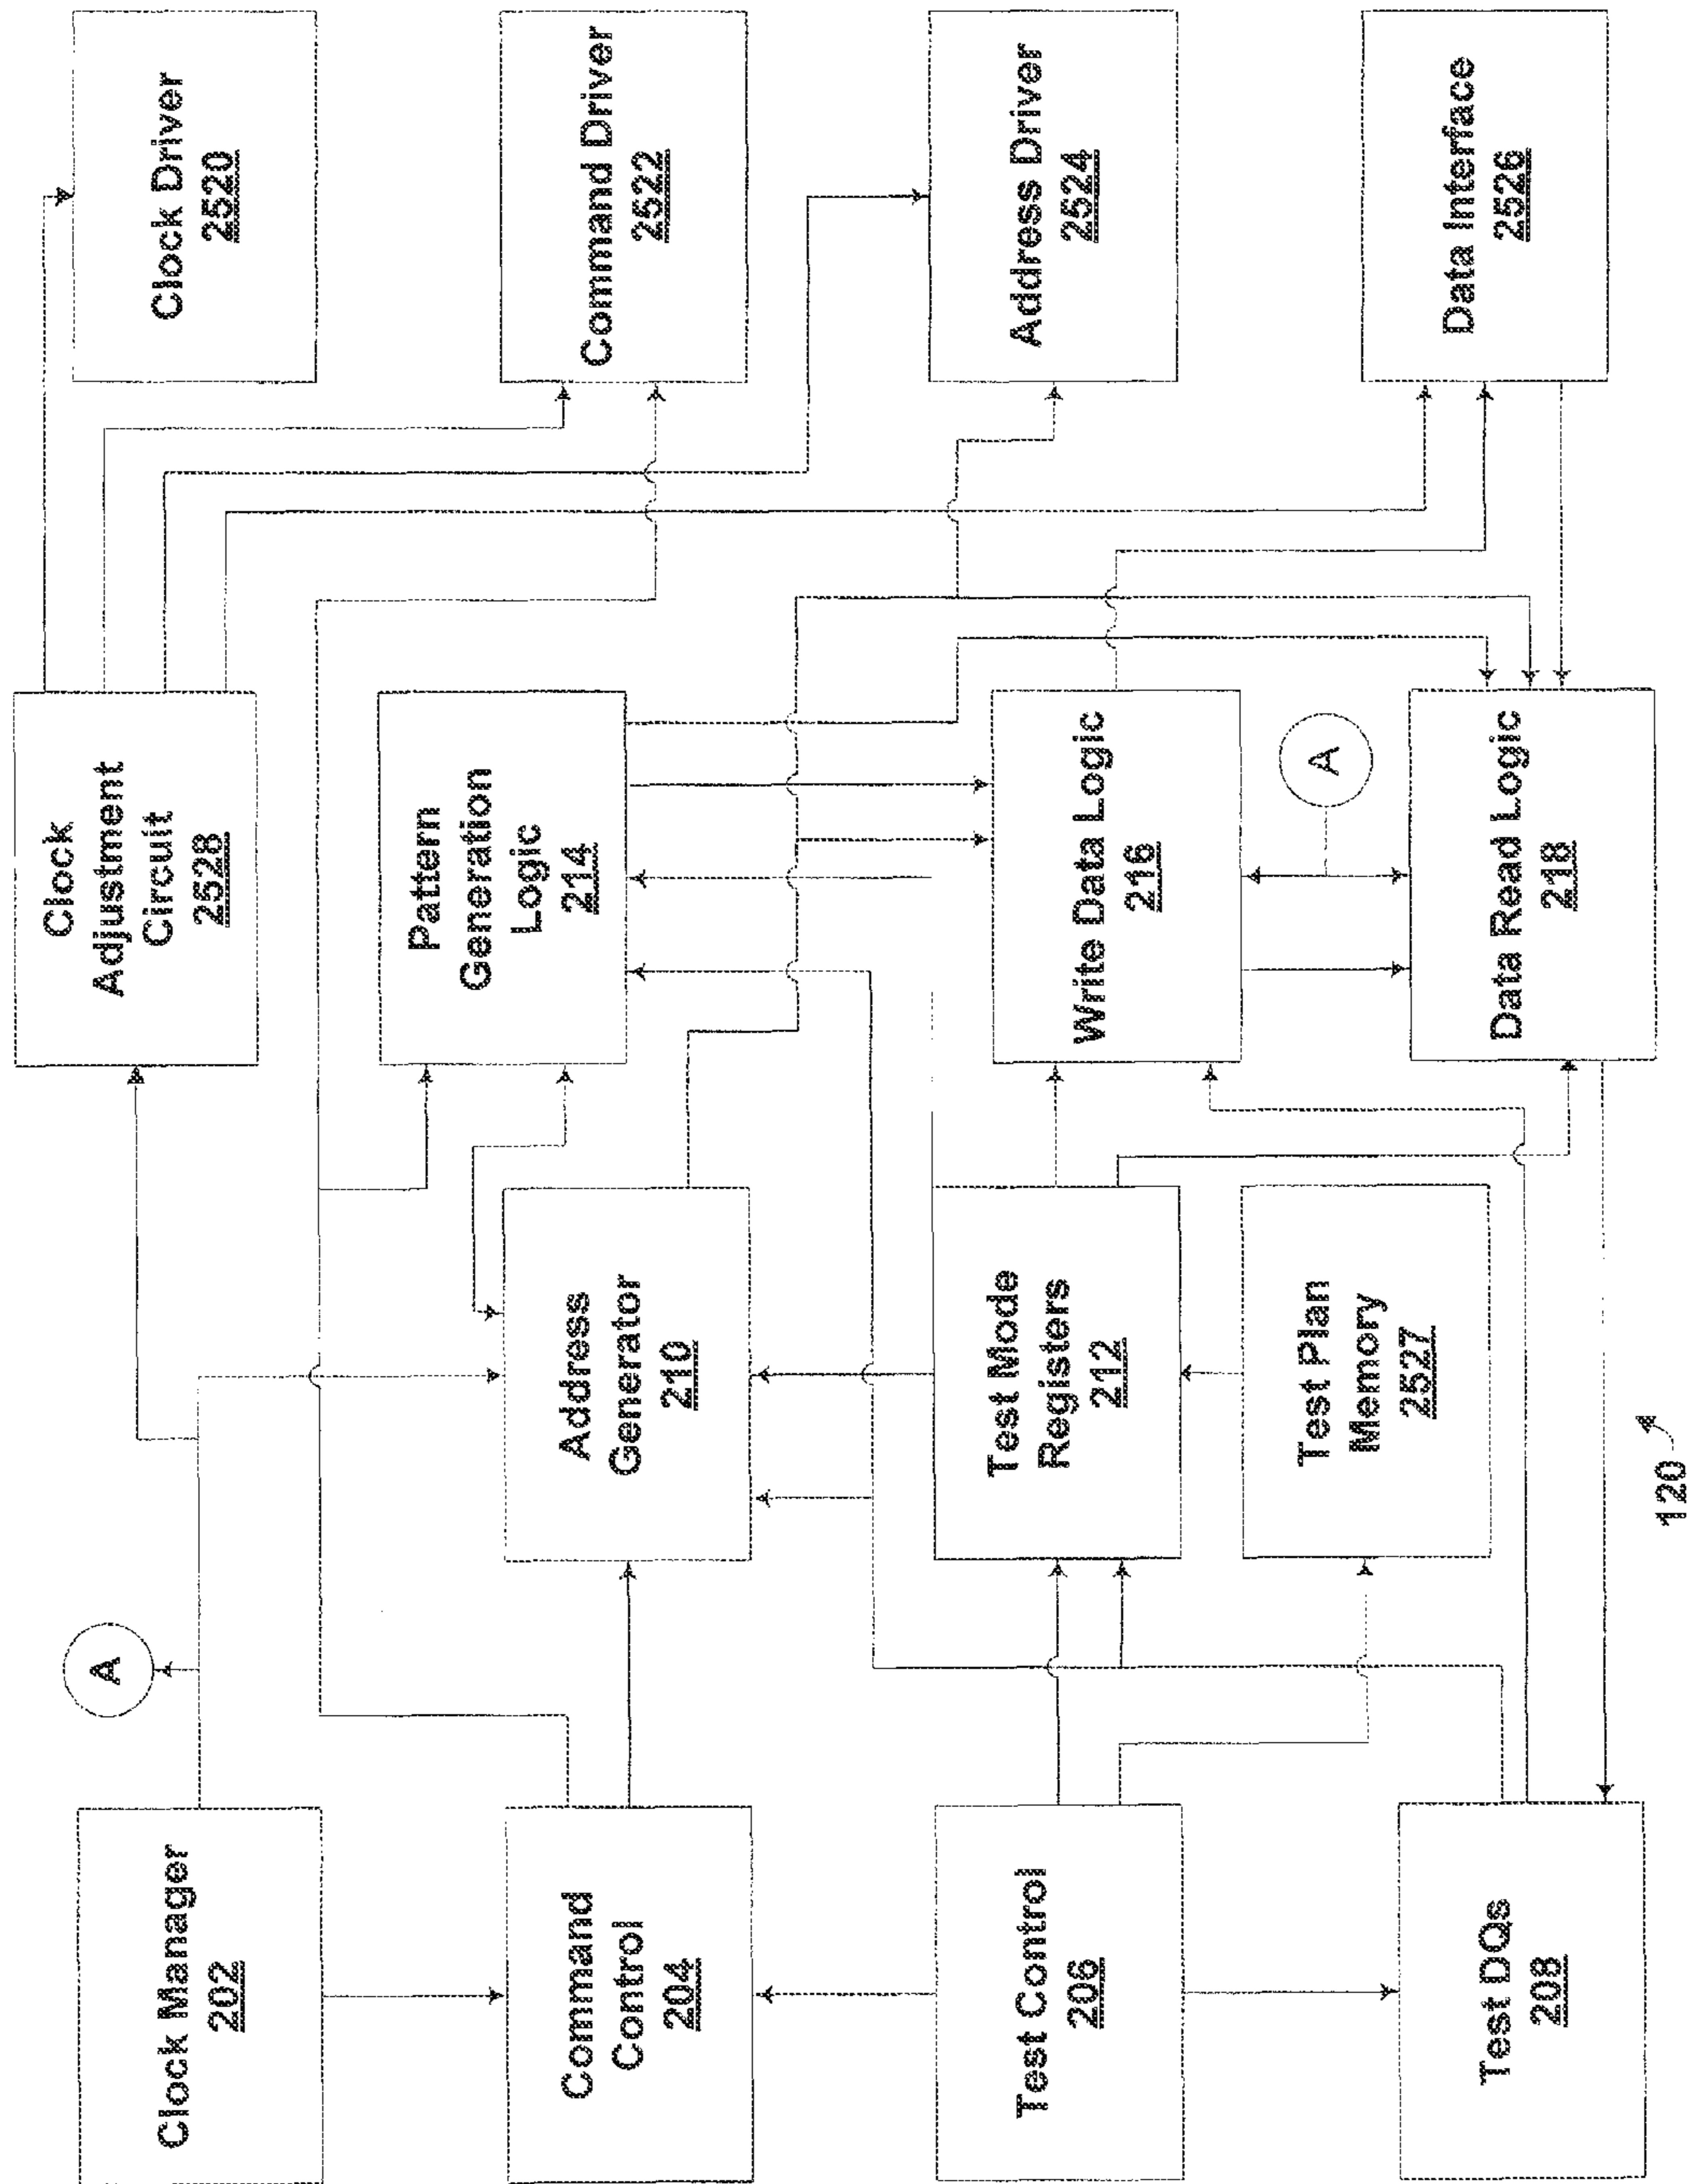 Clock Manager
202
Command
Control
204
Test Control
206
Test DQs
208
A
Address
Generator
210
Test Mode
Registers
212
Test Plan
Memory
2527
Clock
Adjustment
Circuit
2528
Pattern
Generation
Logic
214
Write Data Logic
216
A
Data Read Logic
218
Clock Driver
2520
Command Driver
2522
Address Driver
2524
Data Interface
2526
120